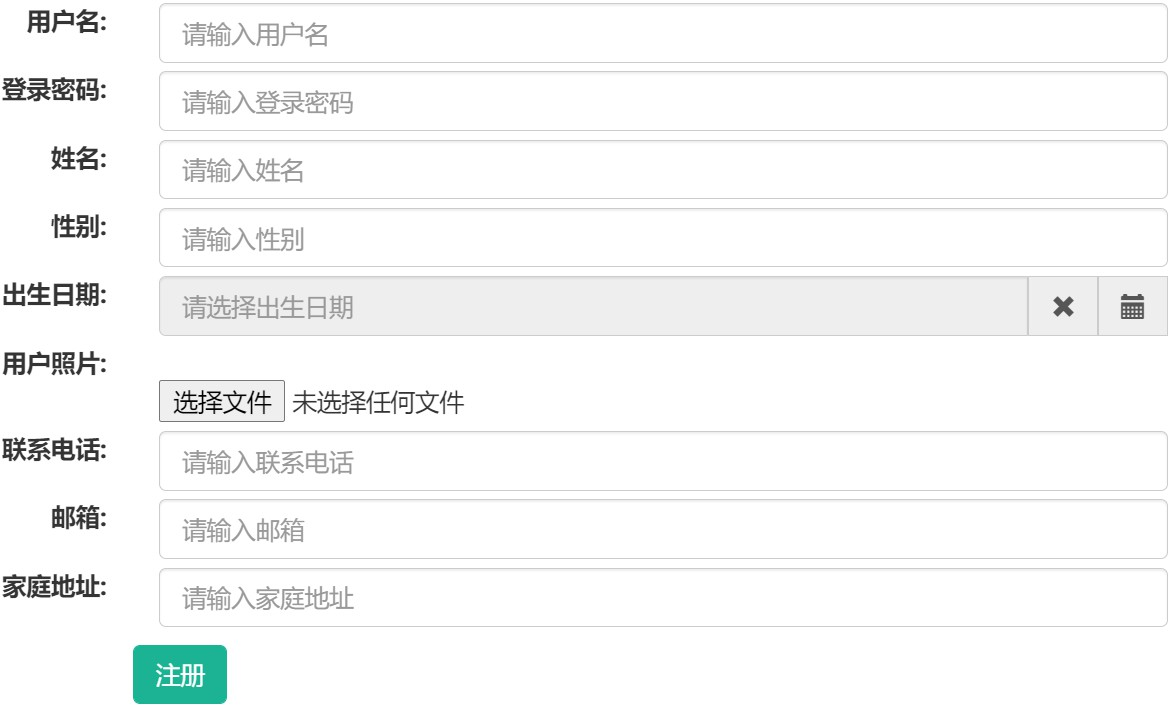 用户名: 请输入用户名
登录密码: 请输入登录密码
姓名: 请输入姓名
性别: 请输入性别
出生日期: 请选择出生日期
用户照片:
选择文件 未选择任何文件
联系电话: 请输入联系电话
邮箱: 请输入邮箱
家庭地址: 请输入家庭地址
注册